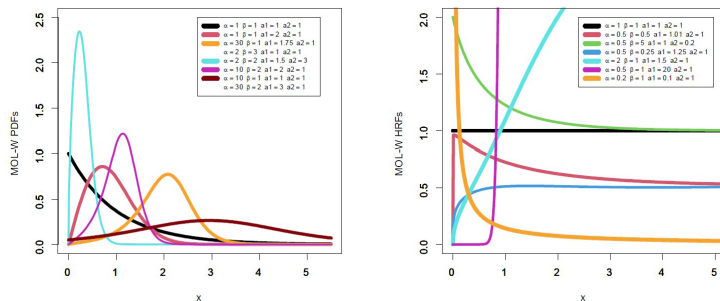 MOL-W PDFs
2.5
2.0
1.5
1.0
0.5
0.0
α = 1 β = 1 a1 = 1 a2 = 1
α = 1 β = 1 a1 = 2 a2 = 1
α = 30 β = 1 a1 = 1.75 a2 = 1
α = 2 β = 3 a1 = 1 a2 = 1
α = 2 β = 2 a1 = 1.5 a2 = 3
α = 10 β = 2 a1 = 2 a2 = 1
α = 10 β = 1 a1 = 1 a2 = 1
α = 30 β = 2 a1 = 3 a2 = 1
0 1 2 3 4 5
x
MOL-W HRFs
2.0
1.5
1.0
0.5
0.0
α = 1 β = 1 a1 = 1 a2 = 1
α = 0.5 β = 0.5 a1 = 1.01 a2 = 1
α = 0.5 β = 5 a1 = 1 a2 = 0.2
α = 0.5 β = 0.25 a1 = 1.25 a2 = 1
α = 2 β = 1 a1 = 1.5 a2 = 1
α = 0.5 β = 1 a1 = 20 a2 = 1
α = 0.2 β = 1 a1 = 0.1 a2 = 1
0 1 2 3 4 5
x